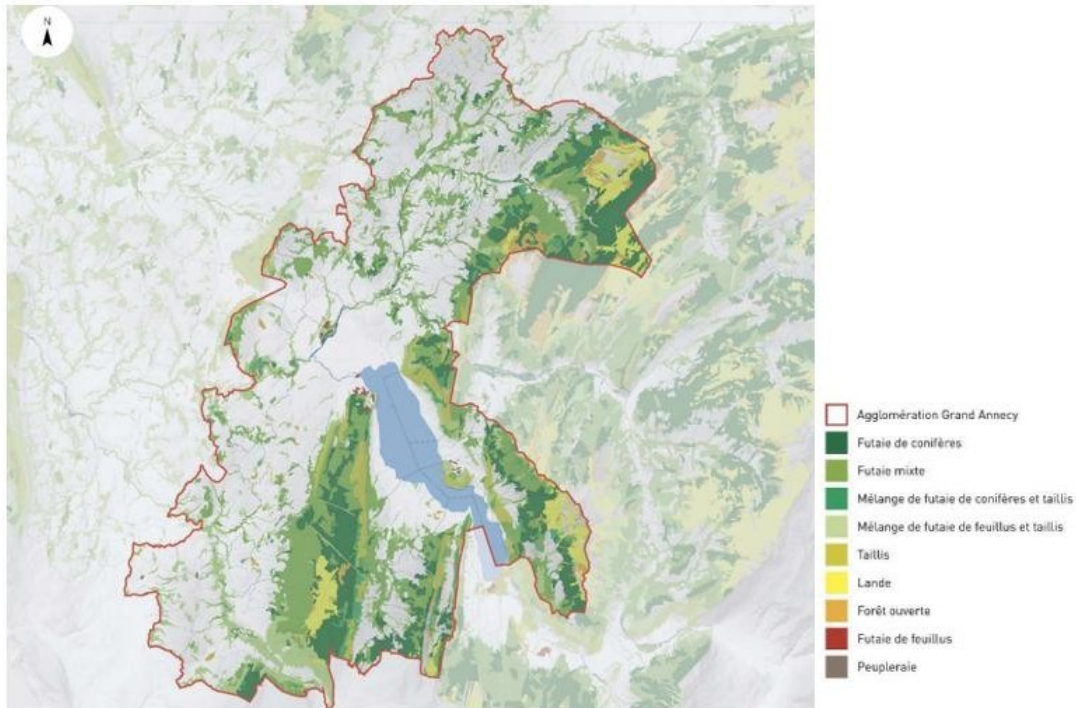 N
Agglomération Grand Annecy
Futaie de conifères
Futaie mixte
Mélange de futaie de conifères et taillis
Mélange de futaie de feuillus et taillis
Taillis
Lande
Forêt ouverte
Futaie de feuillus
Peupleraie